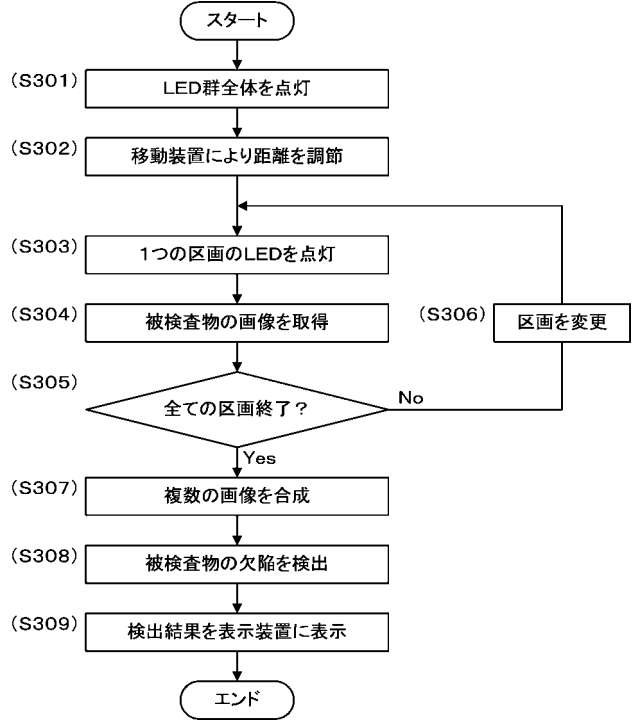 スタート
(S301)
LED群全体を点灯
(S302)
移動装置により距離を調節
(S303)
1つの区画のLEDを点灯
(S304)
被検査物の画像を取得
(S306)
区画を変更
(S305)
全ての区画終了？
No
Yes
(S307)
複数の画像を合成
(S308)
被検査物の欠陥を検出
(S309)
検出結果を表示装置に表示
エンド